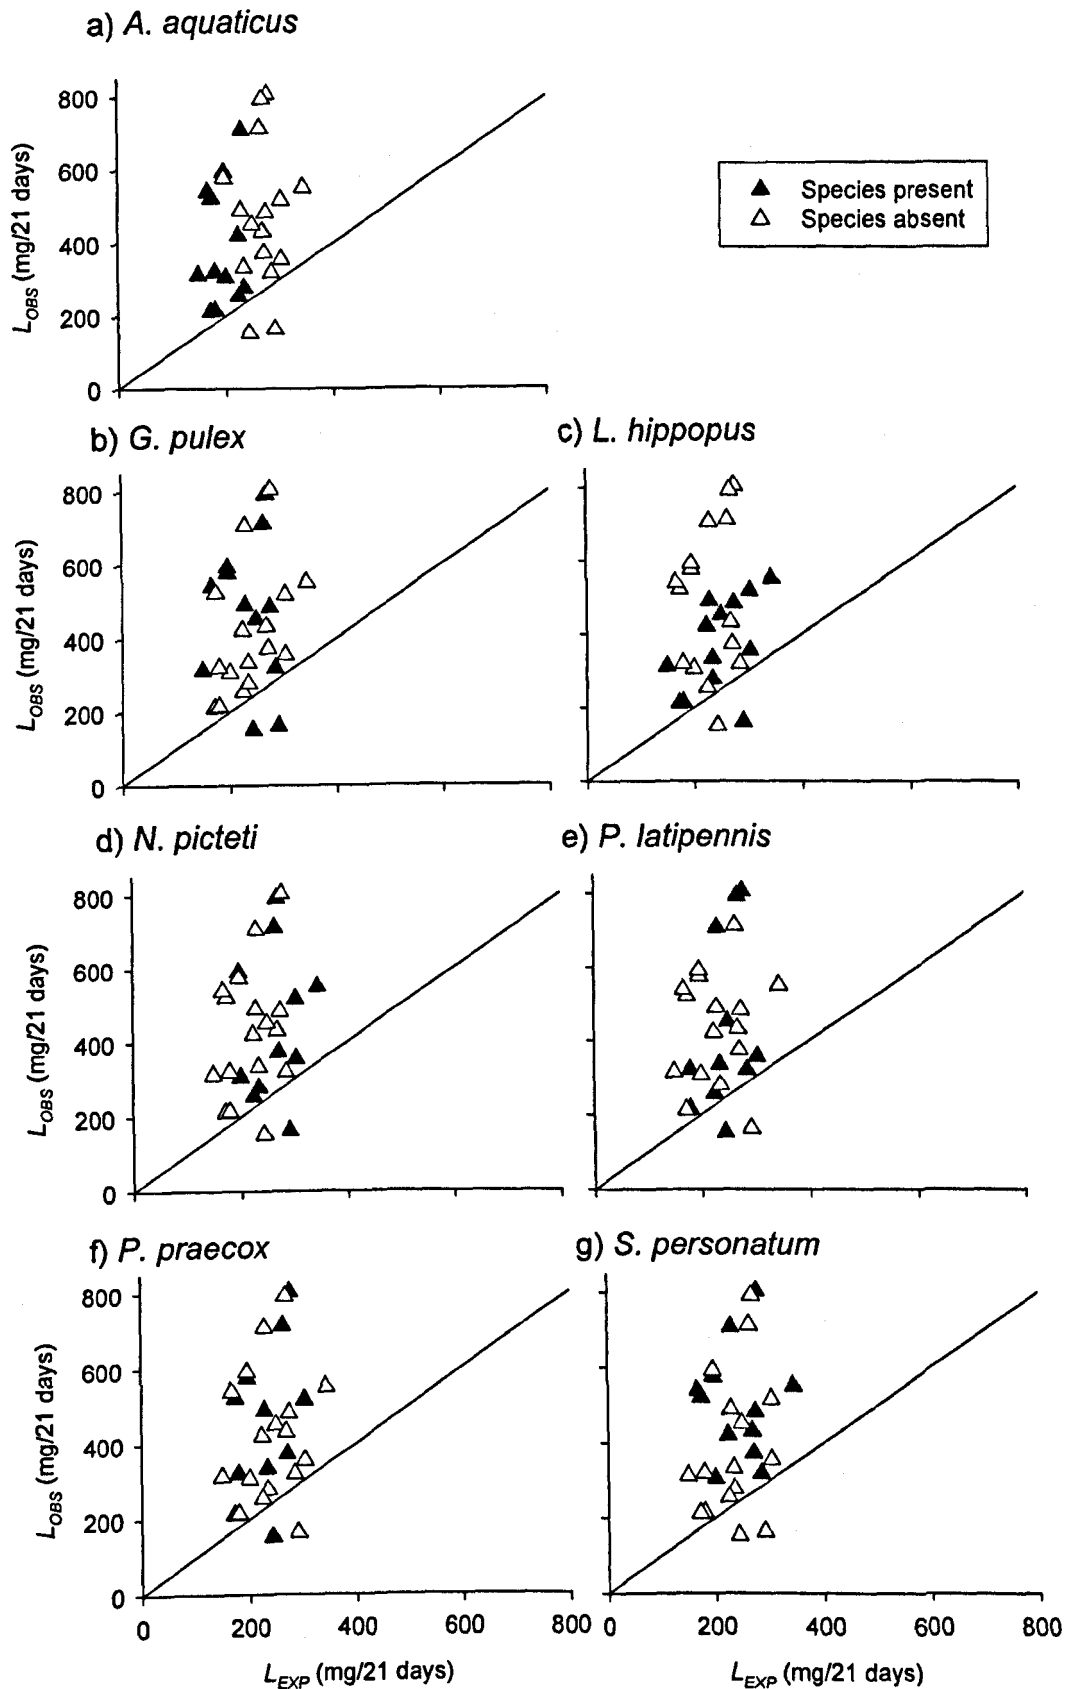 a) A. aquaticus
800
600
400
200
0
L_OBS (mg/21 days)
Species present
Species absent
b) G. pulex
c) L. hippopus
800
600
400
200
0
L_OBS (mg/21 days)
d) N. picteti
e) P. latipennis
800
600
400
200
0
L_OBS (mg/21 days)
f) P. praecox
g) S. personatum
800
600
400
200
0
L_OBS (mg/21 days)
0 200 400 600 800 0 200 400 600 800
L_EXP (mg/21 days) L_EXP (mg/21 days)